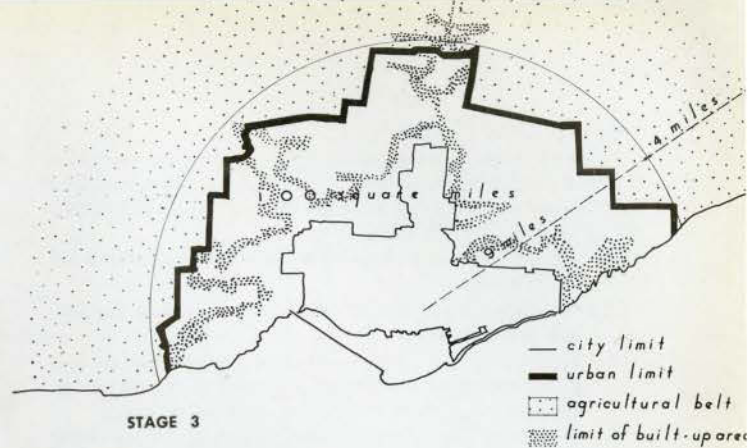 4 miles
100 square miles
9 miles
city limit
urban limit
agricultural belt
limit of built-up area
STAGE 3